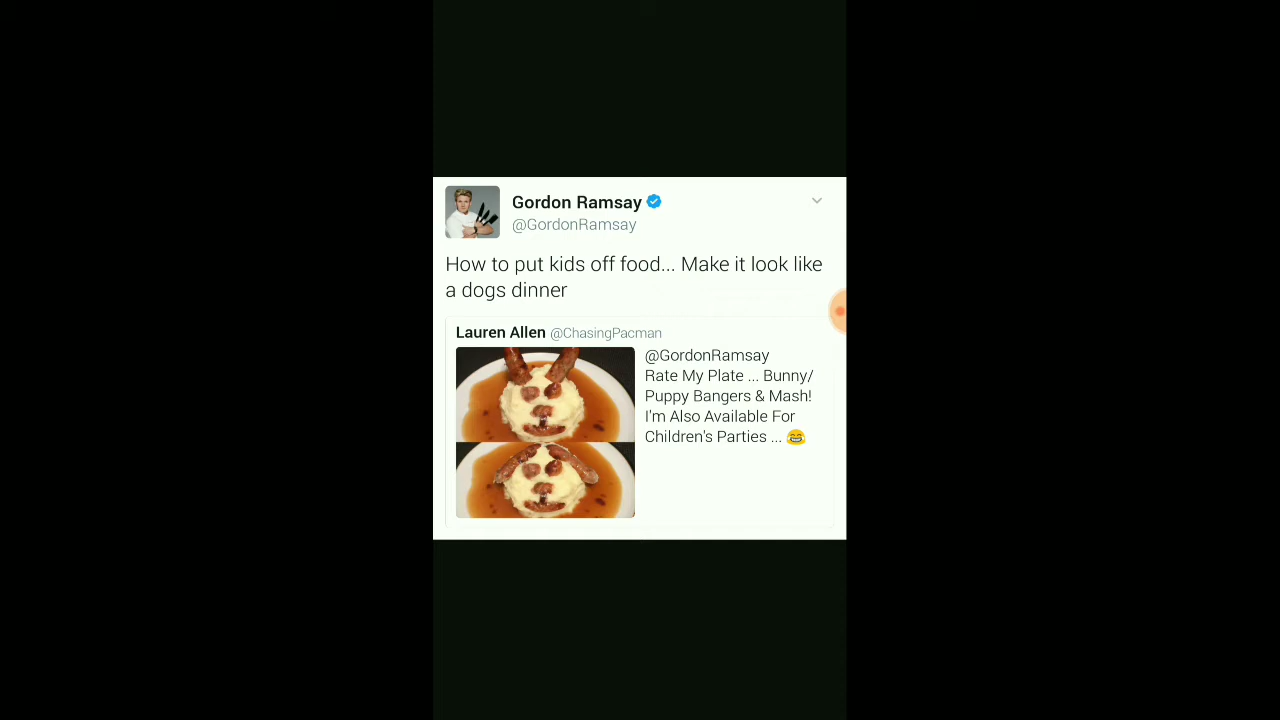 Gordon Ramsay
@GordonRamsay
How to put kids off food... Make it look like
a dogs dinner
Lauren Allen @ChasingPacman
@GordonRamsay
Rate My Plate ... Bunny/
Puppy Bangers & Mash!
I'm Also Available For
Children's Parties ... 😂